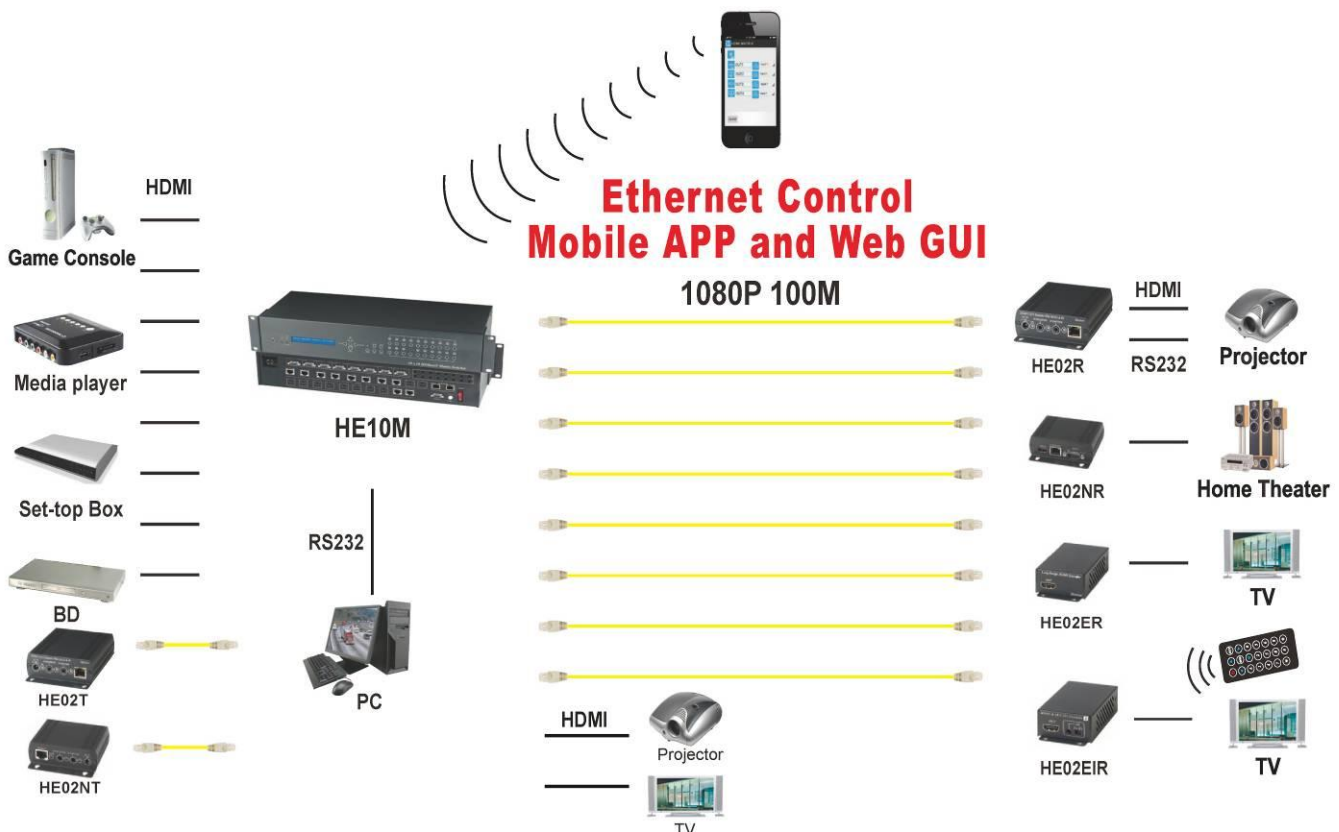 Ethernet Control
Mobile APP and Web GUI
1080P 100M
HDMI
Game Console
Media player
Set-top Box
BD
HE02T
HE02NT
HE10M
RS232
PC
HDMI
Projector
TV
HE02R
HDMI
RS232
Projector
HE02NR
Home Theater
HE02ER
TV
HE02EIR
TV